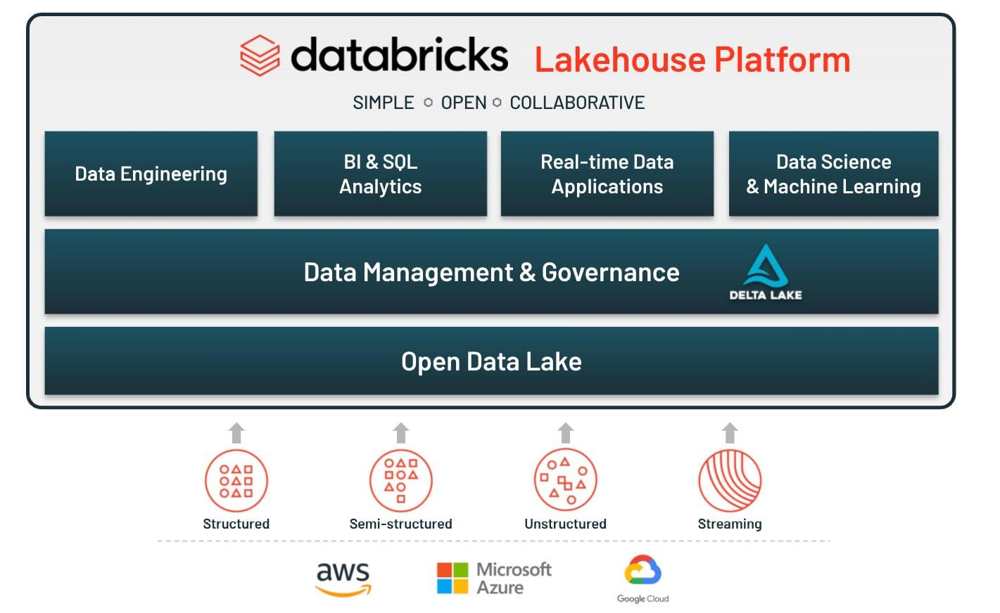 databricks Lakehouse Platform
SIMPLE OPEN COLLABORATIVE
Data Engineering
BI & SQL
Analytics
Real-time Data
Applications
Data Science
& Machine Learning
Data Management & Governance
DELTA LAKE
Open Data Lake
Structured
Semi-structured
Unstructured
Streaming
aws
Microsoft
Azure
Google Cloud